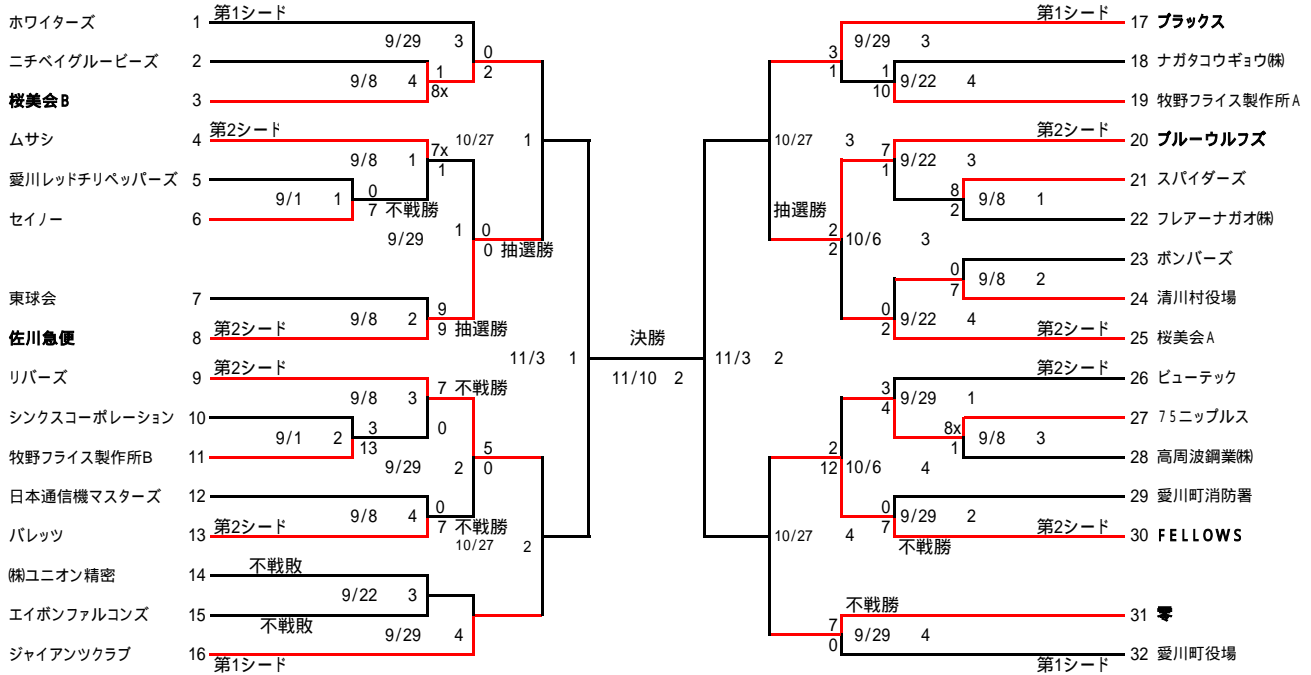 ホワイターズ 1 第1シード
9/29 3 0
ニチベイグルービーズ 2
2
9/8 4 1
8x
桜美会B 3
ムサシ 4 第2シード
7x 10/27 1
9/8 1 1
愛川レッドチリペッパーズ 5
9/1 1 0
7 不戦勝
セイノー 6
9/29 1 0
0 抽選勝
東球会 7
9/8 2 9
9 抽選勝
佐川急便 8 第2シード
リバーズ 9 第2シード
7 不戦勝
9/8 3
0
シンクスコーポレーション 10
9/1 2 3
13
牧野フライス製作所B 11
9/29 2 5
0
日本通信機マスターズ 12
9/8 4 0
7 不戦勝
バレッツ 13 第2シード
10/27 2
㈱ユニオン精密 14 不戦敗
9/22 3
エイボンファルコンズ 15
不戦敗
9/29 4
ジャイアンツクラブ 16
第1シード
11/3 1
決勝
11/10 2
11/3 2
第1シード 17 ブラックス
3 9/29 3
1
18 ナガタコウギョウ㈱
1 9/22 4
10
19 牧野フライス製作所A
10/27 3
第2シード 20 ブルーウルフズ
7 9/22 3
1
21 スパイダーズ
8 9/8 1
2
22 フレアーナガオ㈱
抽選勝
2 10/6 3
2
23 ボンバーズ
0 9/8 2
7
24 清川村役場
0 9/22 4
2
第2シード 25 桜美会A
第2シード 26 ビューテック
3 9/29 1
4
27 75ニップルス
8x 9/8 3
1
28 高周波鋼業㈱
2 10/6 4
12
29 愛川町消防署
0 9/29 2
7
第2シード 30 FELLOWS
不戦勝
10/27 4
不戦勝 31 零
7 9/29 4
0
32 愛川町役場
第1シード